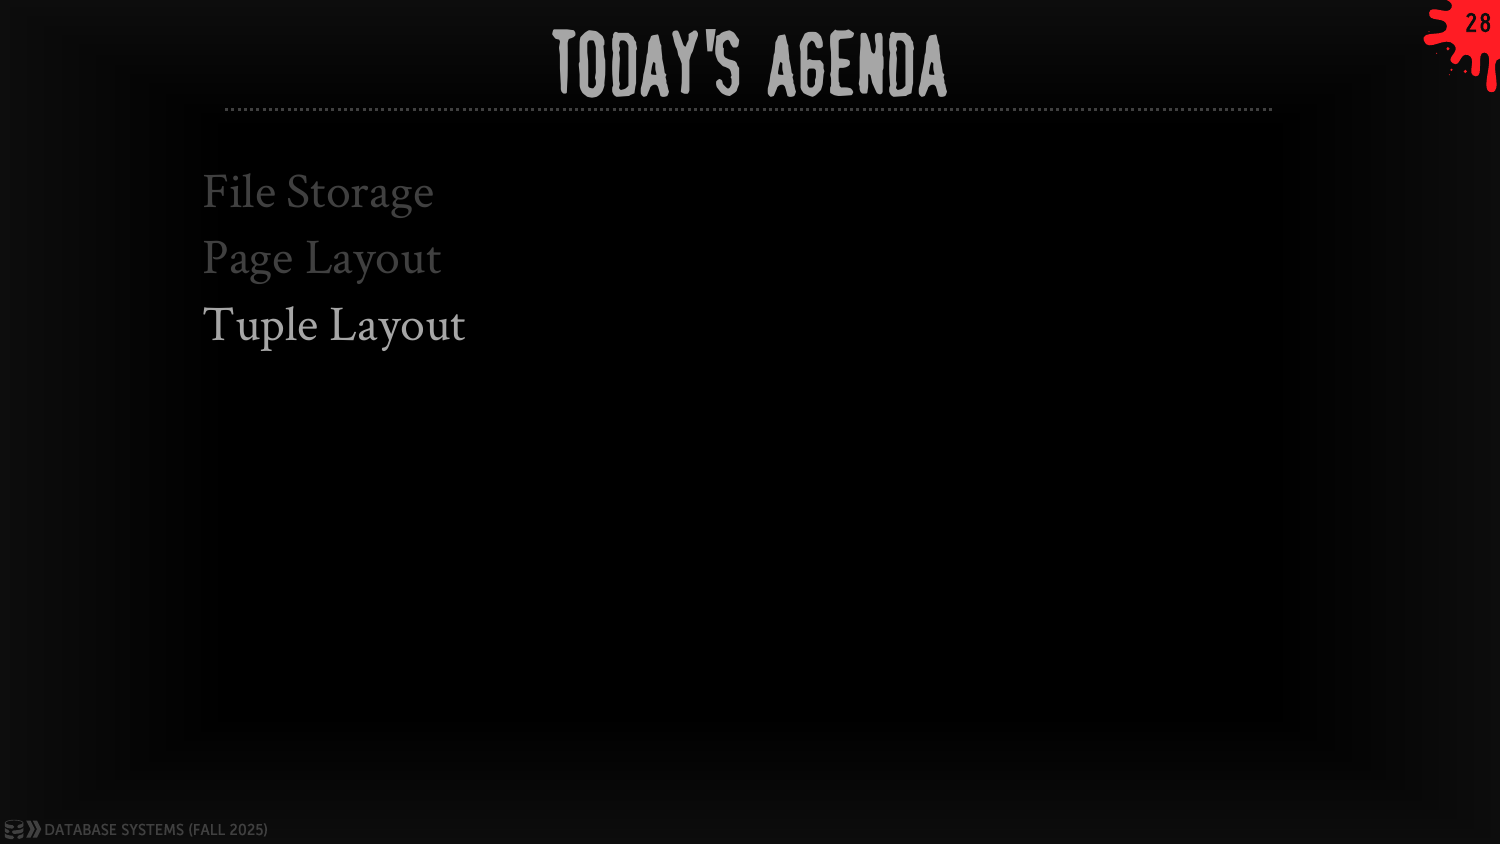 TODAY'S AGENDA
28
File Storage
Page Layout
Tuple Layout
DATABASE SYSTEMS (FALL 2025)